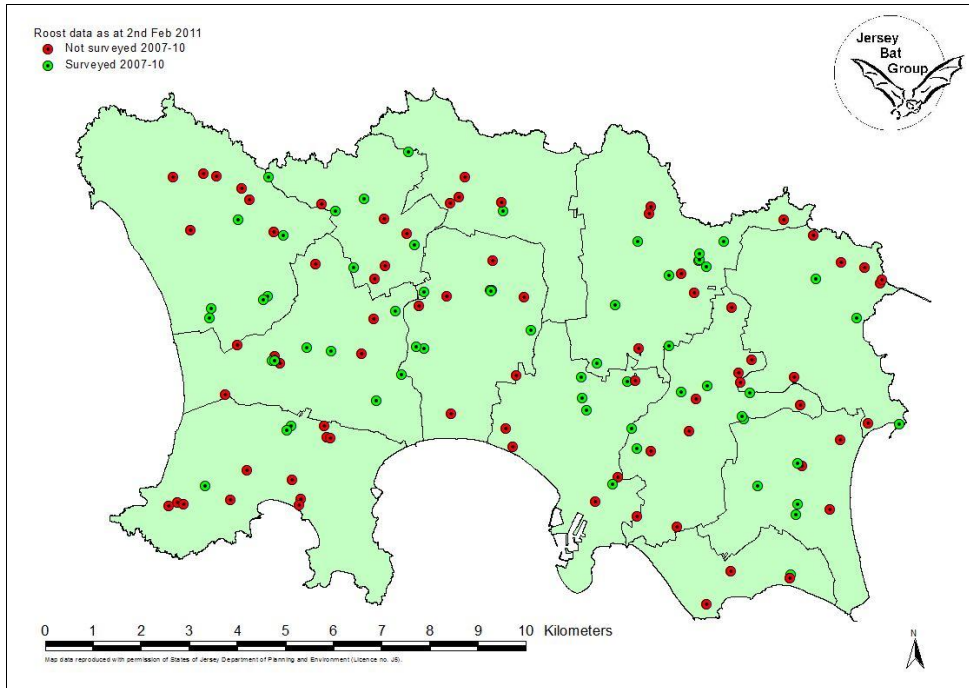 Roost data as at 2nd Feb 2011
Not surveyed 2007-10
Surveyed 2007-10
Jersey
Bat
Group
0 1 2 3 4 5 6 7 8 9 10 Kilometers
Map data reproduced with permission of States of Jersey Department of Planning and Environment (Licence no. J5).
N